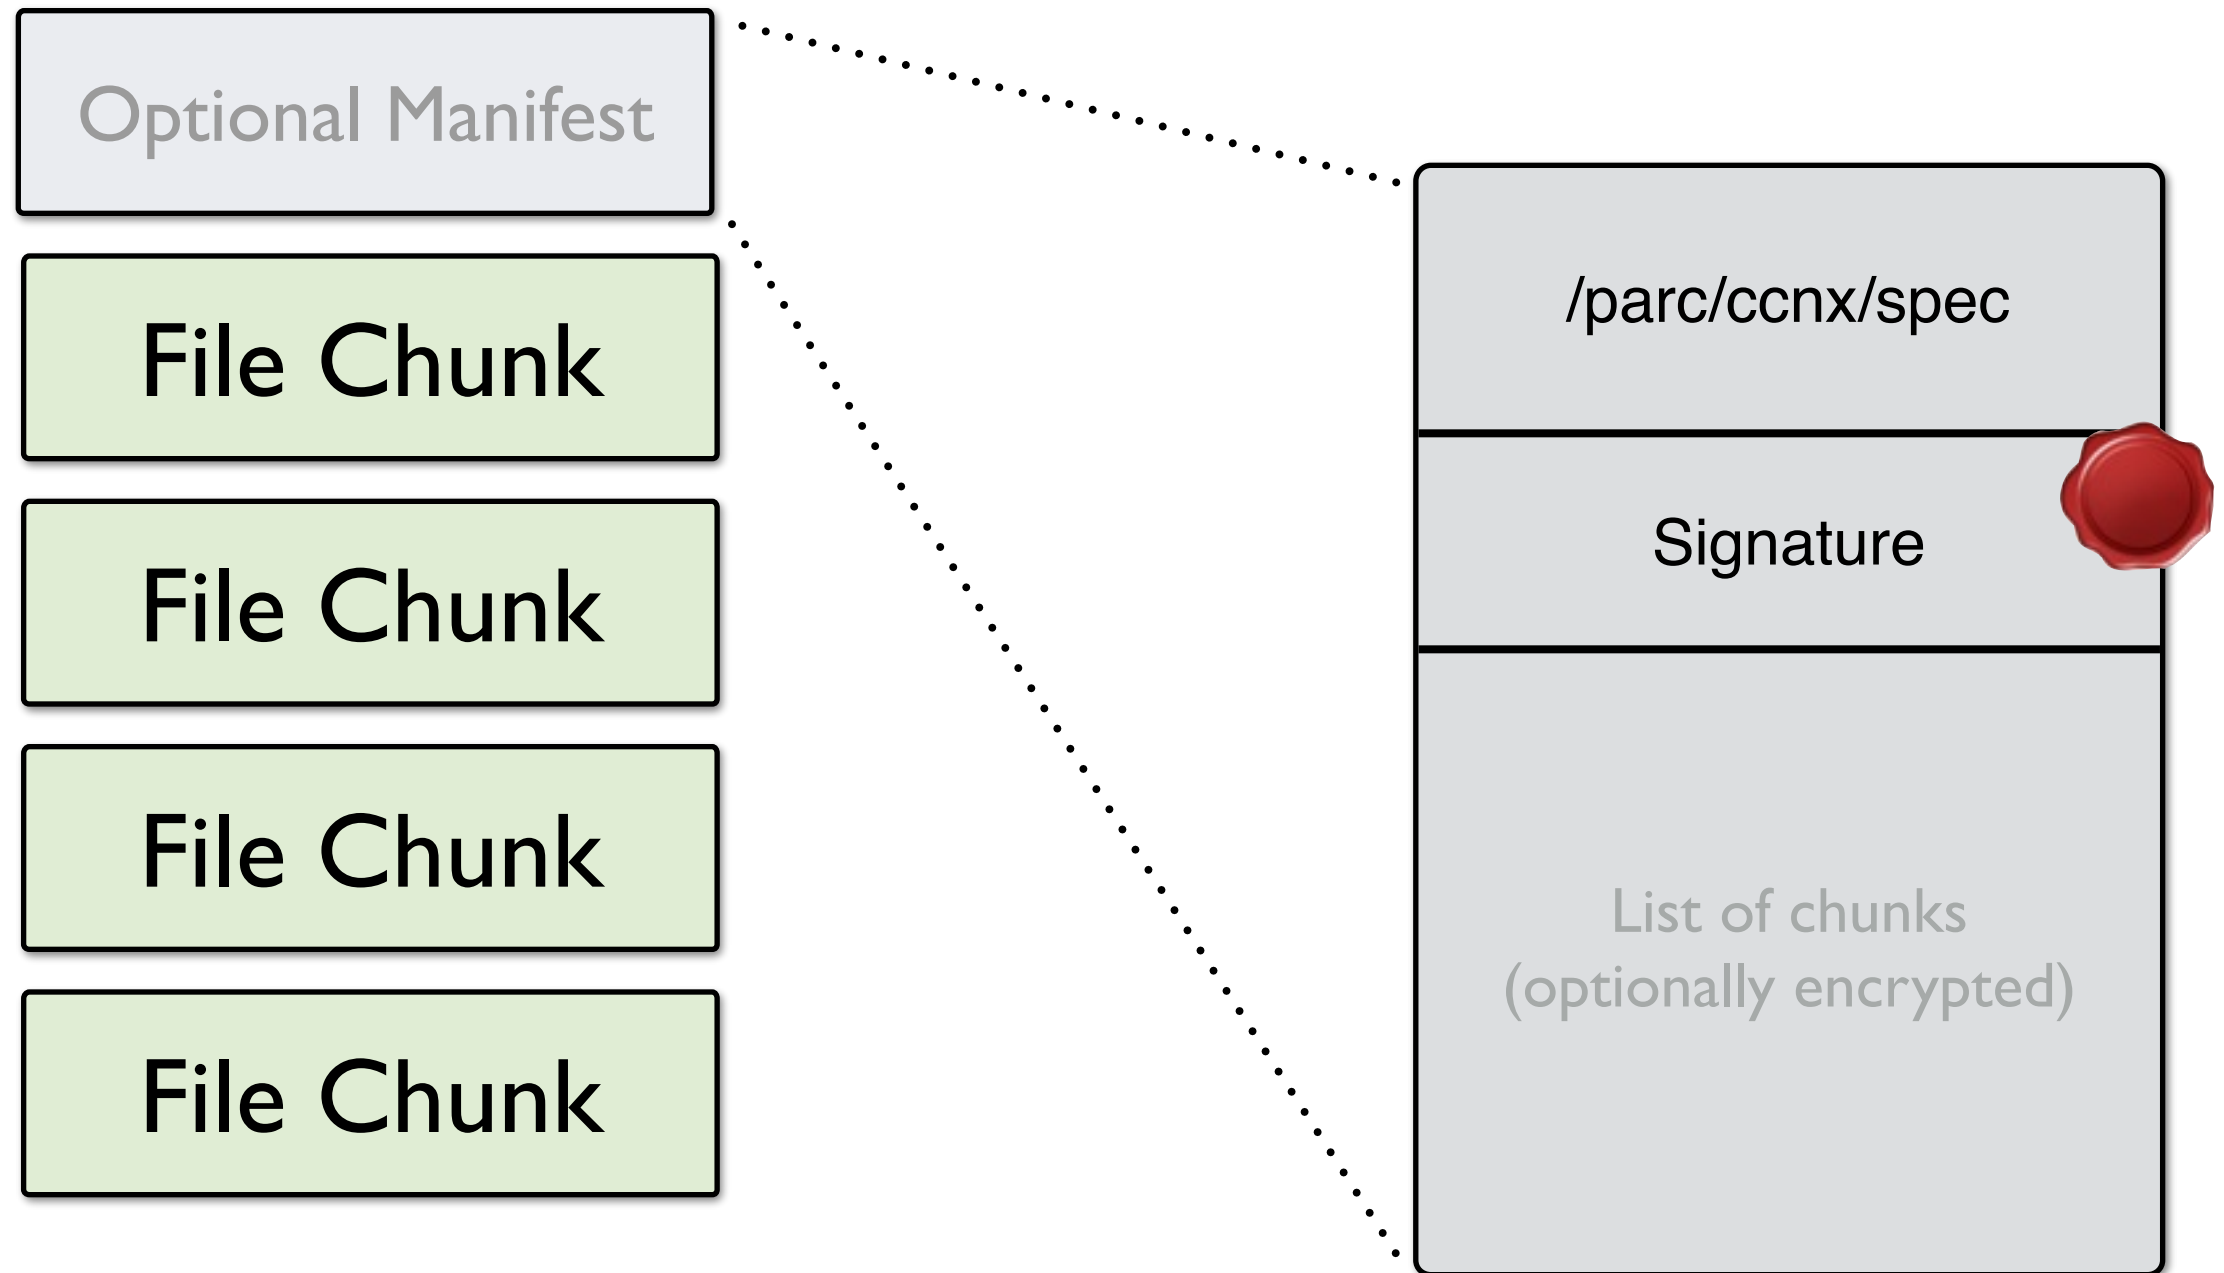 Optional Manifest
File Chunk
File Chunk
File Chunk
File Chunk
/parc/ccnx/spec
Signature
List of chunks
(optionally encrypted)